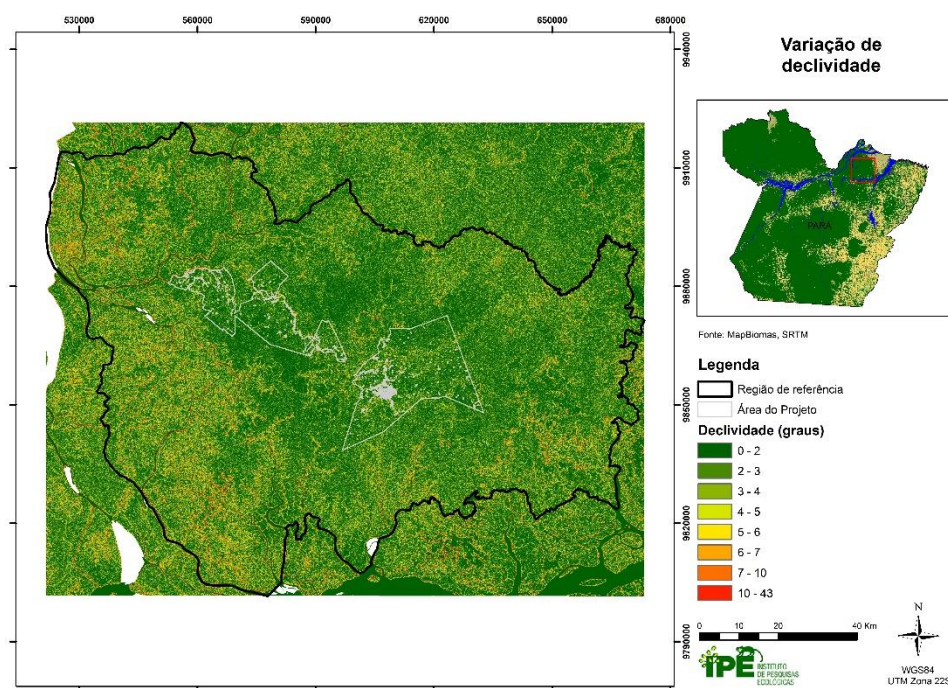 530000 560000 590000 620000 650000 680000
9940000
9910000
9880000
9850000
9820000
9790000
Variação de
declividade
PARÁ
Fonte: MapBiomas, SRTM
Legenda
Região de referência
Área do Projeto
Declividade (graus)
0 - 2
2 - 3
3 - 4
4 - 5
5 - 6
6 - 7
7 - 10
10 - 43
0 5 10 20 40 Km
IPÊ INSTITUTO
DE PESQUISAS
ECOLÓGICAS
N
WGS84
UTM Zona 22S